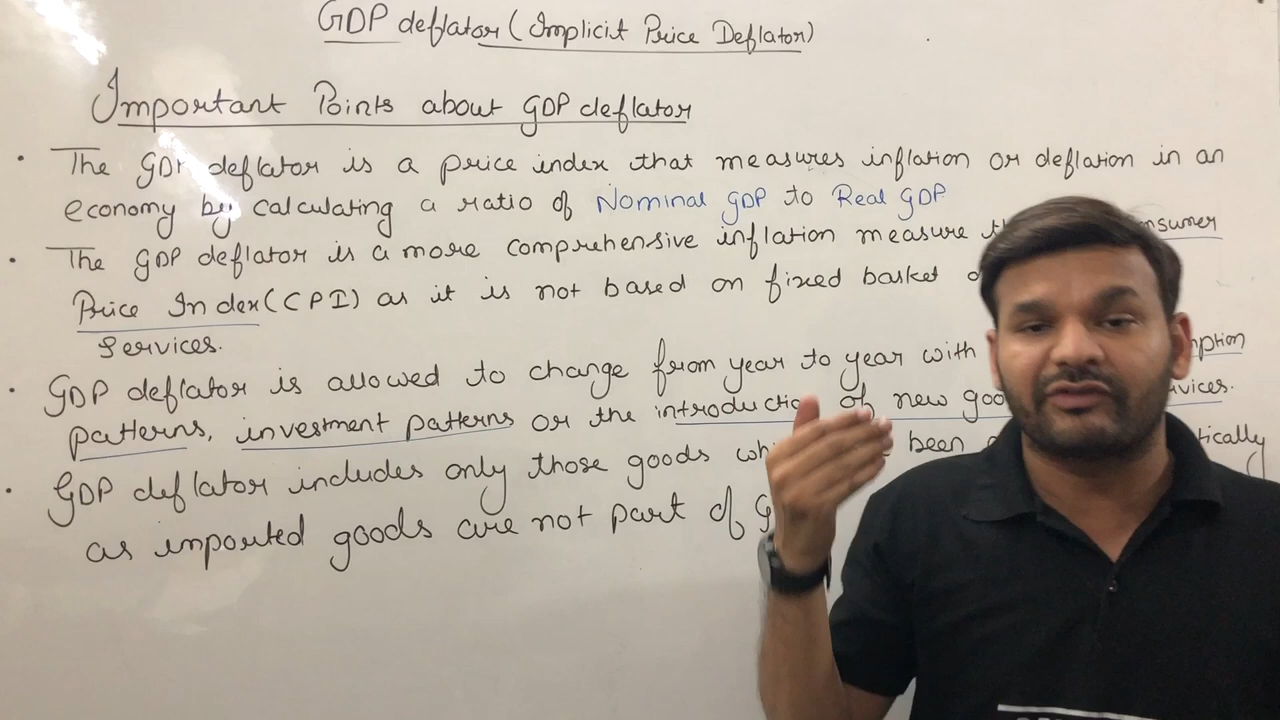 GDP deflator (Implicit Price Deflator)
Important Points about GDP deflator
• The GDP deflator is a price index that measures inflation or deflation in an
economy by calculating a ratio of Nominal GDP to Real GDP
• The GDP deflator is a more comprehensive inflation measure
Price Index (CPI) as it is not based on fixed basket
Services.
• GDP deflator is allowed to change from year to year with
patterns, investment patterns or the introduction of new
• GDP deflator includes only those goods been
as imported goods are not part of